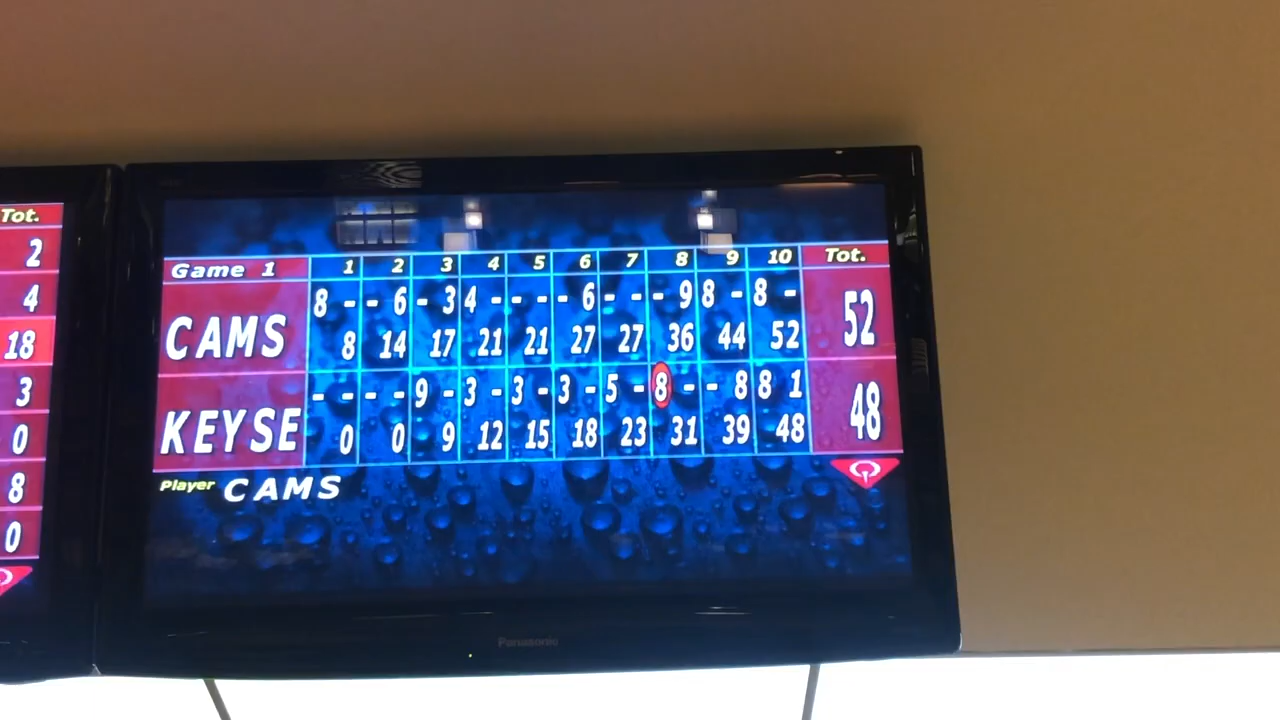 Tot.
2
4
18
3
0
8
0
Game 1 1 2 3 4 5 6 7 8 9 10 Tot.
CAMS 8 - - 6 - 3 4 - - - - 6 - - - 9 8 - 8 - 52
8 14 17 21 21 27 27 36 44 52
KEYSE - - - - 9 - 3 - 3 - 3 - 5 - 8 - - 8 8 1 48
0 0 9 12 15 18 23 31 39 48
Player CAMS
Panasonic